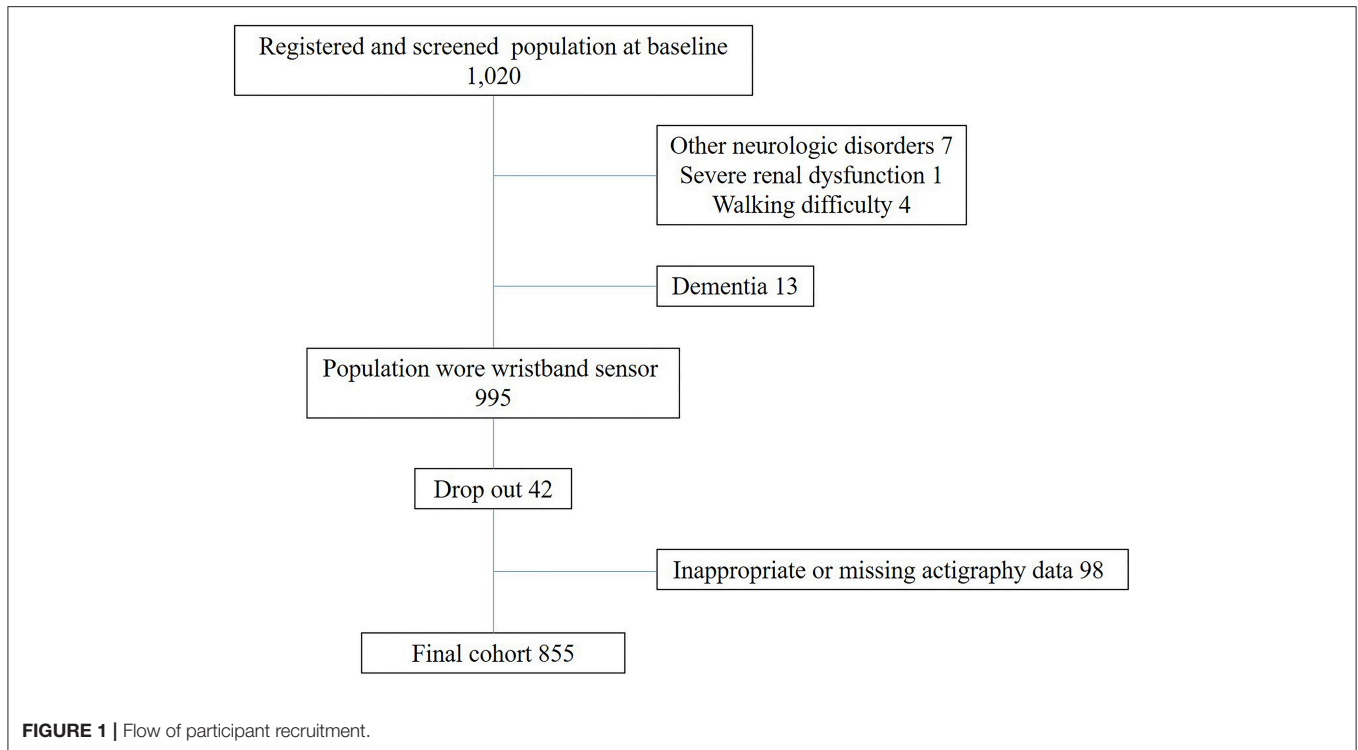 Registered and screened population at baseline
1,020
Other neurologic disorders 7
Severe renal dysfunction 1
Walking difficulty 4
Dementia 13
Population wore wristband sensor
995
Drop out 42
Inappropriate or missing actigraphy data 98
Final cohort 855
FIGURE 1 | Flow of participant recruitment.